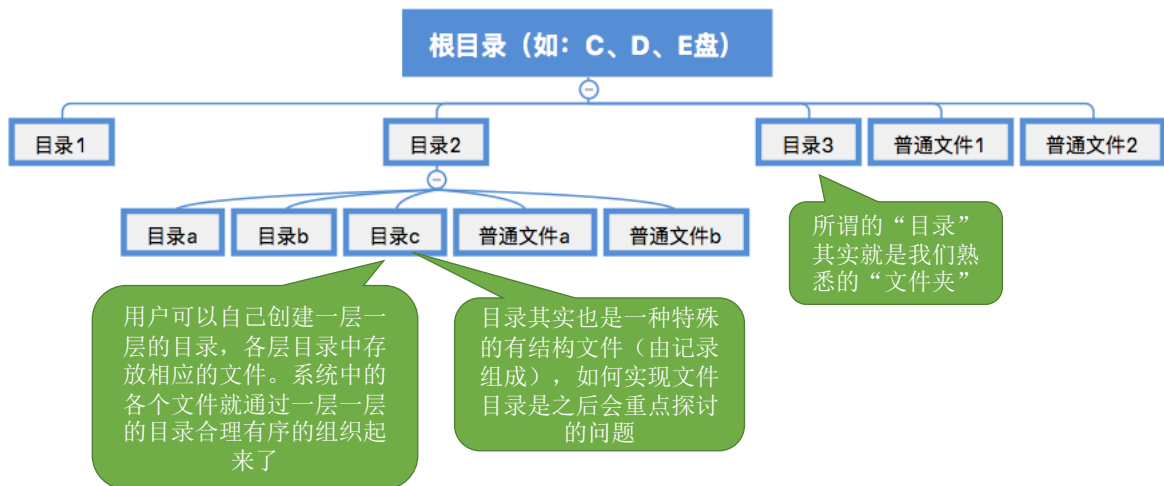 根目录（如：C、D、E盘）
目录1
目录2
目录3
普通文件1
普通文件2
目录a
目录b
目录c
普通文件a
普通文件b
所谓的“目录”
其实就是我们熟
悉的“文件夹”
用户可以自己创建一层一
层的目录，各层目录中存
放相应的文件。系统中的
各个文件就通过一层一层
的目录合理有序的组织起
来了
目录其实也是一种特殊
的有结构文件（由记录
组成），如何实现文件
目录是之后会重点探讨
的问题